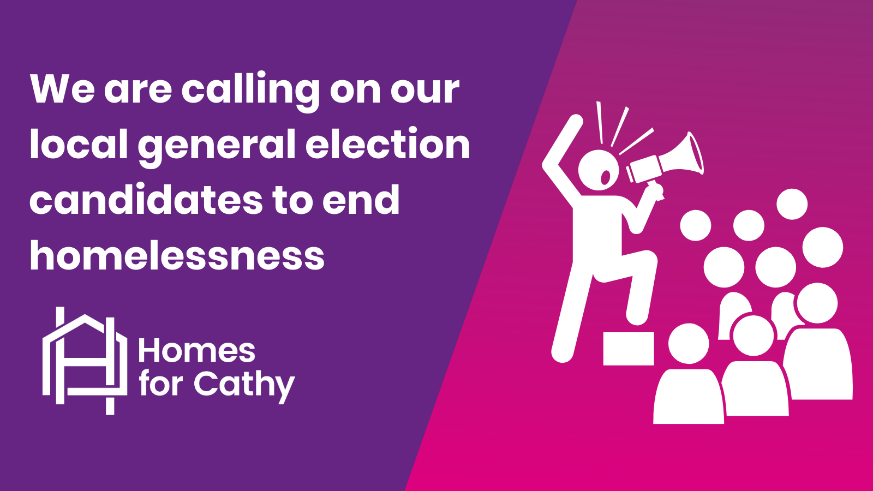 We are calling on our
local general election
candidates to end
homelessness
Homes
for Cathy